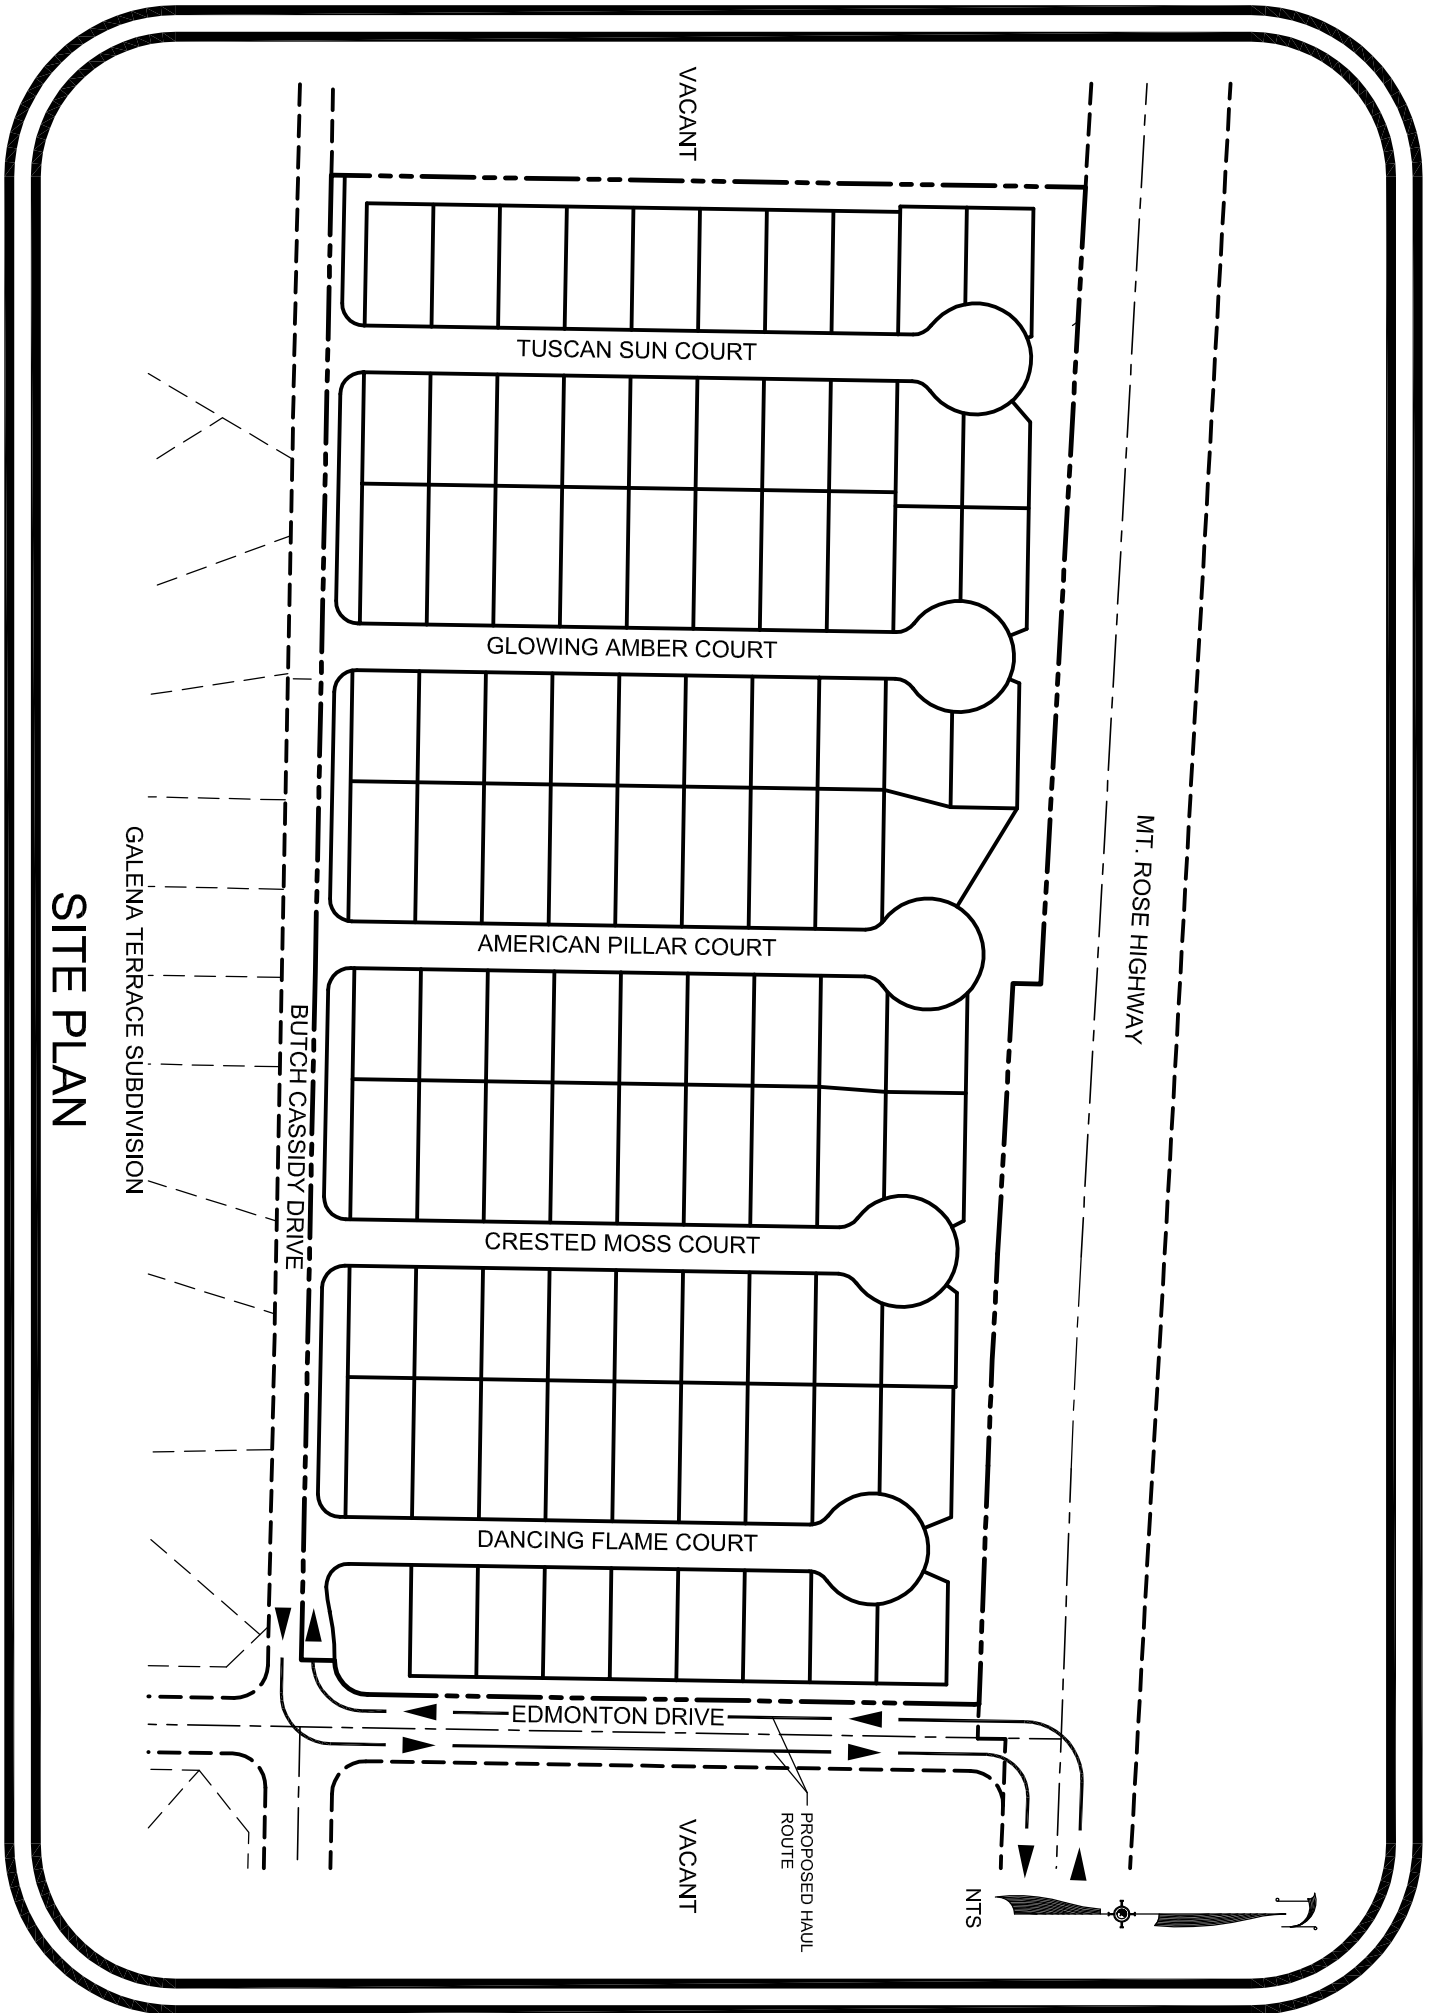 VACANT
TUSCAN SUN COURT
GLOWING AMBER COURT
AMERICAN PILLAR COURT
CRESTED MOSS COURT
DANCING FLAME COURT
MT. ROSE HIGHWAY
BUTCH CASSIDY DRIVE
GALENA TERRACE SUBDIVISION
EDMONTON DRIVE
PROPOSED HAUL
ROUTE
VACANT
NTS
SITE PLAN